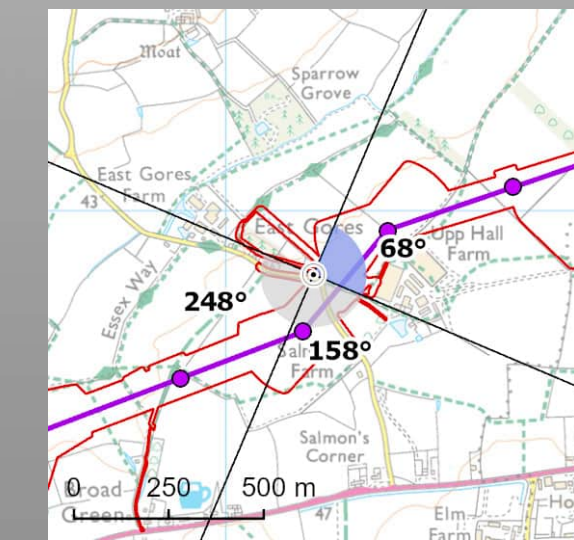 Moat
Sparrow
Grove
East Gores
Farm
43
East Gores
68°
Upp Hall
Farm
Essex Way
248°
158°
Farm
Salmon's
Corner
0 250 500 m
Broad
Green
47
Elm
Farm
Ho